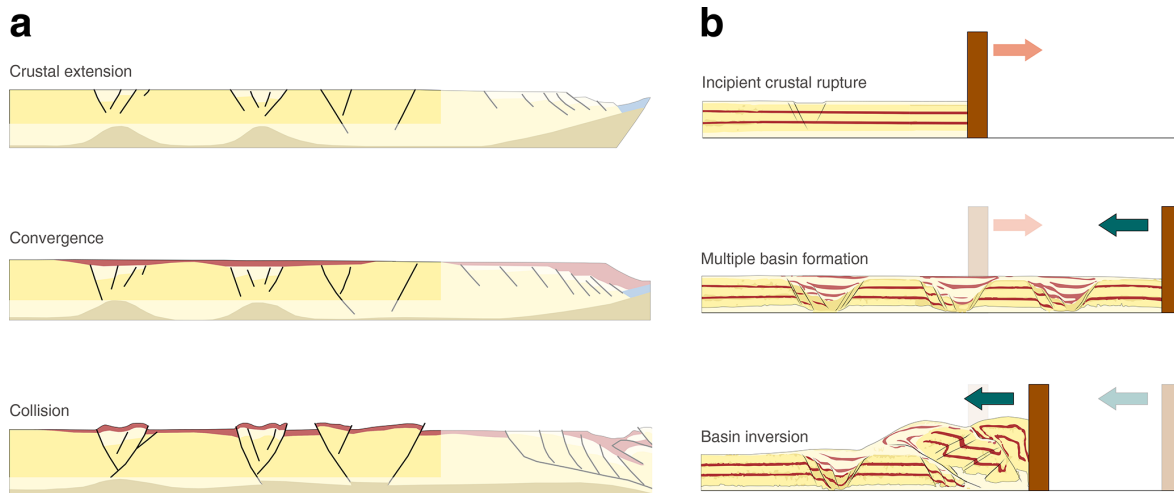 a
Crustal extension
Convergence
Collision
b
Incipient crustal rupture
Multiple basin formation
Basin inversion